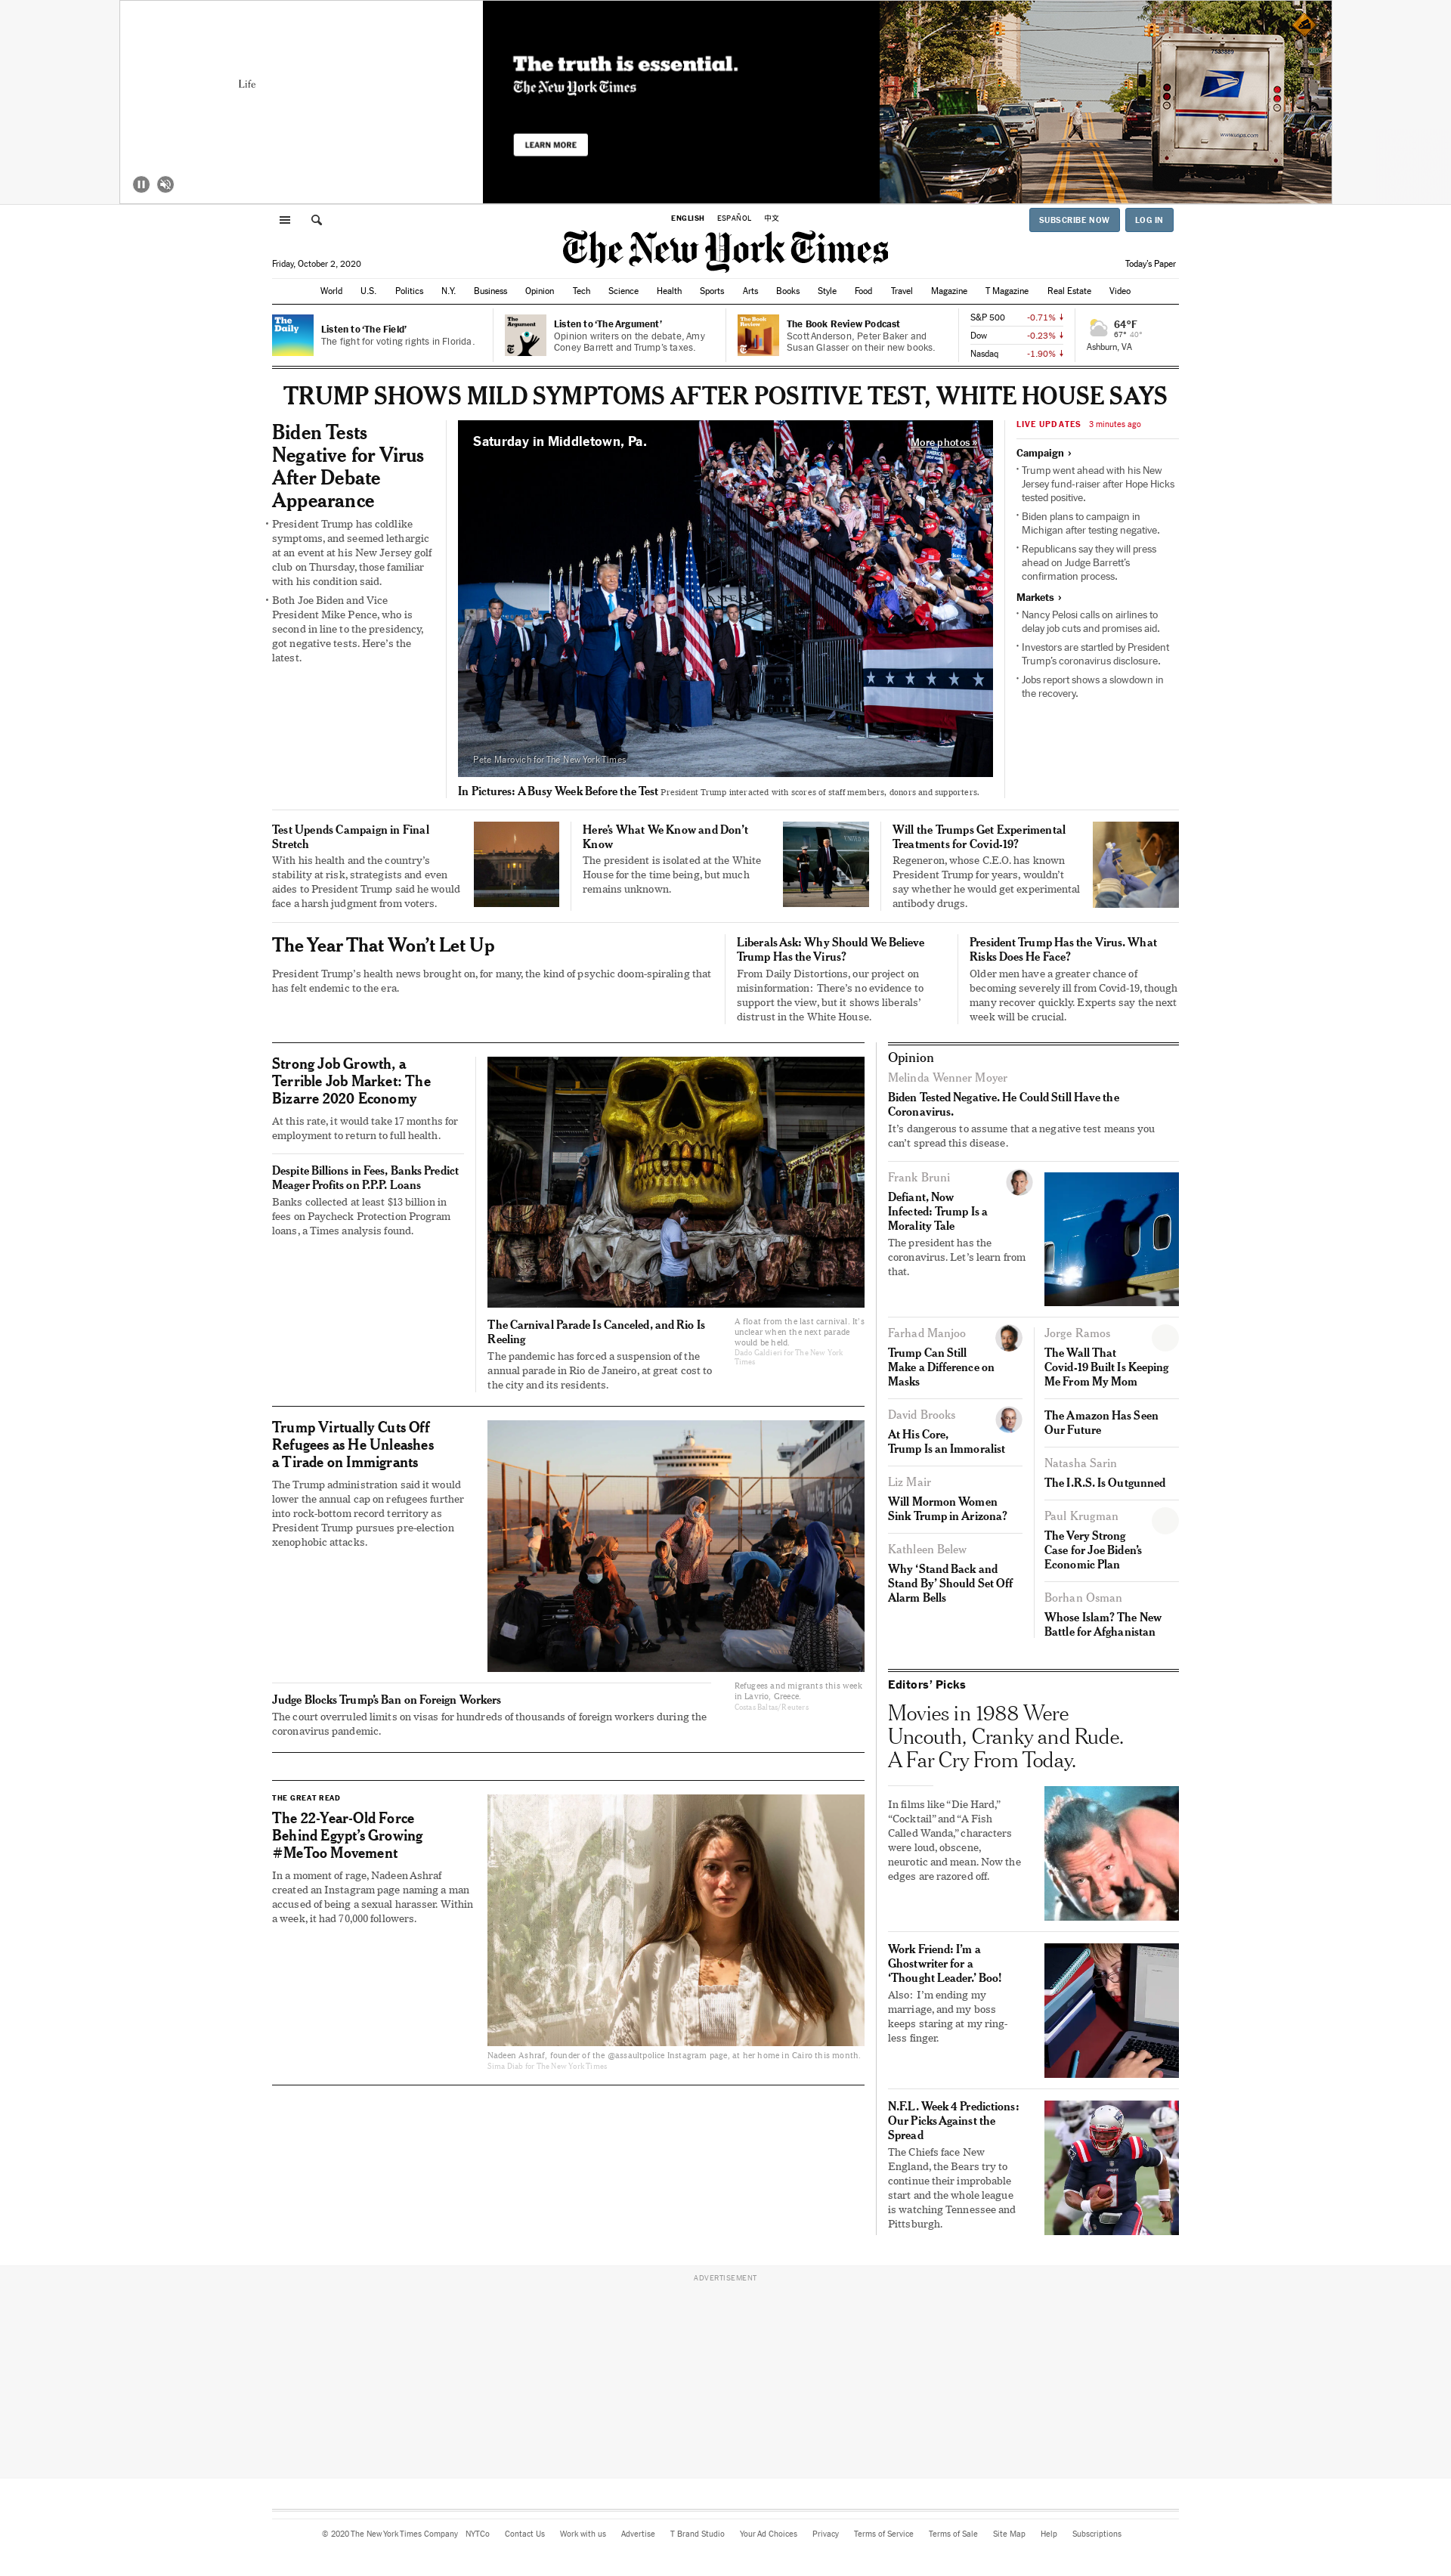 Life
The truth is essential.
The New York Times
LEARN MORE
7588869
www.usps.com
ENGLISH ESPAÑOL 中文
SUBSCRIBE NOW LOG IN
The New York Times
Friday, October 2, 2020
Today's Paper
World U.S. Politics N.Y. Business Opinion Tech Science Health Sports Arts Books Style Food Travel Magazine T Magazine Real Estate Video
The Daily
Listen to ‘The Field’
The fight for voting rights in Florida.
The Argument
Listen to ‘The Argument’
Opinion writers on the debate, Amy
Coney Barrett and Trump’s taxes.
The Book Review
The Book Review Podcast
Scott Anderson, Peter Baker and
Susan Glasser on their new books.
S&P 500 -0.71% ↓
Dow -0.23% ↓
Nasdaq -1.90% ↓
64°F
67° 40°
Ashburn, VA
TRUMP SHOWS MILD SYMPTOMS AFTER POSITIVE TEST, WHITE HOUSE SAYS
Biden Tests
Negative for Virus
After Debate
Appearance
• President Trump has coldlike
symptoms, and seemed lethargic
at an event at his New Jersey golf
club on Thursday, those familiar
with his condition said.
• Both Joe Biden and Vice
President Mike Pence, who is
second in line to the presidency,
got negative tests. Here’s the
latest.
Saturday in Middletown, Pa.
More photos »
Pete Marovich for The New York Times
In Pictures: A Busy Week Before the Test President Trump interacted with scores of staff members, donors and supporters.
LIVE UPDATES 3 minutes ago
Campaign ›
• Trump went ahead with his New
Jersey fund-raiser after Hope Hicks
tested positive.
• Biden plans to campaign in
Michigan after testing negative.
• Republicans say they will press
ahead on Judge Barrett’s
confirmation process.
Markets ›
• Nancy Pelosi calls on airlines to
delay job cuts and promises aid.
• Investors are startled by President
Trump’s coronavirus disclosure.
• Jobs report shows a slowdown in
the recovery.
Test Upends Campaign in Final
Stretch
With his health and the country’s
stability at risk, strategists and even
aides to President Trump said he would
face a harsh judgment from voters.
Here’s What We Know and Don’t
Know
The president is isolated at the White
House for the time being, but much
remains unknown.
Will the Trumps Get Experimental
Treatments for Covid-19?
Regeneron, whose C.E.O. has known
President Trump for years, wouldn’t
say whether he would get experimental
antibody drugs.
The Year That Won’t Let Up
President Trump’s health news brought on, for many, the kind of psychic doom-spiraling that
has felt endemic to the era.
Liberals Ask: Why Should We Believe
Trump Has the Virus?
From Daily Distortions, our project on
misinformation: There’s no evidence to
support the view, but it shows liberals’
distrust in the White House.
President Trump Has the Virus. What
Risks Does He Face?
Older men have a greater chance of
becoming severely ill from Covid-19, though
many recover quickly. Experts say the next
week will be crucial.
Strong Job Growth, a
Terrible Job Market: The
Bizarre 2020 Economy
At this rate, it would take 17 months for
employment to return to full health.
Despite Billions in Fees, Banks Predict
Meager Profits on P.P.P. Loans
Banks collected at least $13 billion in
fees on Paycheck Protection Program
loans, a Times analysis found.
The Carnival Parade Is Canceled, and Rio Is
Reeling
The pandemic has forced a suspension of the
annual parade in Rio de Janeiro, at great cost to
the city and its residents.
A float from the last carnival. It’s
unclear when the next parade
would be held.
Dado Galdieri for The New York
Times
Trump Virtually Cuts Off
Refugees as He Unleashes
a Tirade on Immigrants
The Trump administration said it would
lower the annual cap on refugees further
into rock-bottom record territory as
President Trump pursues pre-election
xenophobic attacks.
Judge Blocks Trump’s Ban on Foreign Workers
The court overruled limits on visas for hundreds of thousands of foreign workers during the
coronavirus pandemic.
Refugees and migrants this week
in Lavrio, Greece.
Costas Baltas/Reuters
THE GREAT READ
The 22-Year-Old Force
Behind Egypt’s Growing
#MeToo Movement
In a moment of rage, Nadeen Ashraf
created an Instagram page naming a man
accused of being a sexual harasser. Within
a week, it had 70,000 followers.
Nadeen Ashraf, founder of the @assaultpolice Instagram page, at her home in Cairo this month.
Sima Diab for The New York Times
Opinion
Melinda Wenner Moyer
Biden Tested Negative. He Could Still Have the
Coronavirus.
It’s dangerous to assume that a negative test means you
can’t spread this disease.
Frank Bruni
Defiant, Now
Infected: Trump Is a
Morality Tale
The president has the
coronavirus. Let’s learn from
that.
Farhad Manjoo
Trump Can Still
Make a Difference on
Masks
David Brooks
At His Core,
Trump Is an Immoralist
Liz Mair
Will Mormon Women
Sink Trump in Arizona?
Kathleen Belew
Why ‘Stand Back and
Stand By’ Should Set Off
Alarm Bells
Jorge Ramos
The Wall That
Covid-19 Built Is Keeping
Me From My Mom
The Amazon Has Seen
Our Future
Natasha Sarin
The I.R.S. Is Outgunned
Paul Krugman
The Very Strong
Case for Joe Biden’s
Economic Plan
Borhan Osman
Whose Islam? The New
Battle for Afghanistan
Editors’ Picks
Movies in 1988 Were
Uncouth, Cranky and Rude.
A Far Cry From Today.
In films like “Die Hard,”
“Cocktail” and “A Fish
Called Wanda,” characters
were loud, obscene,
neurotic and mean. Now the
edges are razored off.
Work Friend: I’m a
Ghostwriter for a
‘Thought Leader.’ Boo!
Also: I’m ending my
marriage, and my boss
keeps staring at my ring-
less finger.
N.F.L. Week 4 Predictions:
Our Picks Against the
Spread
The Chiefs face New
England, the Bears try to
continue their improbable
start and the whole league
is watching Tennessee and
Pittsburgh.
ADVERTISEMENT
© 2020 The New York Times Company NYTCo Contact Us Work with us Advertise T Brand Studio Your Ad Choices Privacy Terms of Service Terms of Sale Site Map Help Subscriptions